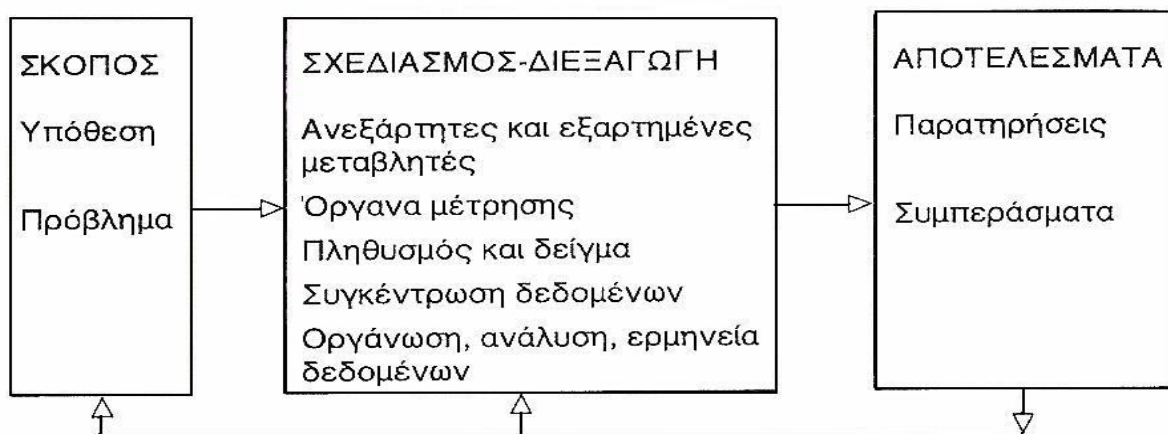 ΣΚΟΠΟΣ
Υπόθεση
Πρόβλημα
ΣΧΕΔΙΑΣΜΟΣ-ΔΙΕΞΑΓΩΓΗ
Ανεξάρτητες και εξαρτημένες
μεταβλητές
Όργανα μέτρησης
Πληθυσμός και δείγμα
Συγκέντρωση δεδομένων
Οργάνωση, ανάλυση, ερμηνεία
δεδομένων
ΑΠΟΤΕΛΕΣΜΑΤΑ
Παρατηρήσεις
Συμπεράσματα